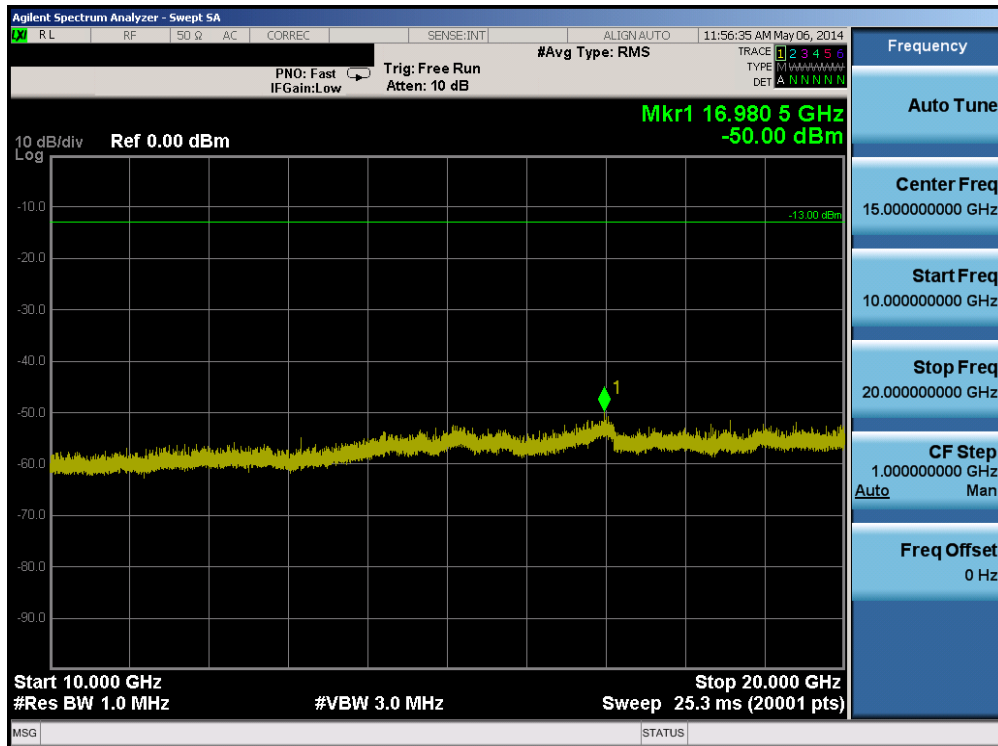 Agilent Spectrum Analyzer - Swept SA
LXI RL RF 50 Ω AC CORREC SENSE:INT ALIGN AUTO 11:56:35 AM May 06, 2014
Frequency
#Avg Type: RMS
TRACE 1 2 3 4 5 6
PNO: Fast
Trig: Free Run
TYPE M WWWWW
IFGain:Low
Atten: 10 dB
DET A N N N N N
Auto Tune
Mkr1 16.980 5 GHz
-50.00 dBm
10 dB/div
Ref 0.00 dBm
Log
Center Freq
15.000000000 GHz
-10.0
-13.00 dBm
-20.0
Start Freq
10.000000000 GHz
-30.0
-40.0
Stop Freq
20.000000000 GHz
1
-50.0
CF Step
1.000000000 GHz
Auto Man
-60.0
-70.0
Freq Offset
0 Hz
-80.0
-90.0
Start 10.000 GHz
Stop 20.000 GHz
#Res BW 1.0 MHz
#VBW 3.0 MHz
Sweep 25.3 ms (20001 pts)
MSG
STATUS